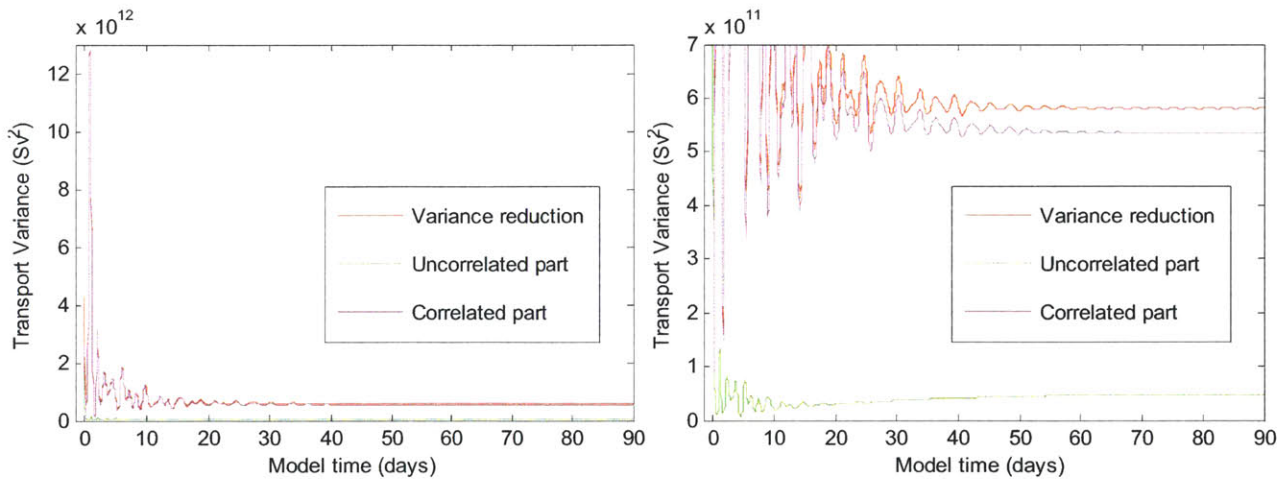 x 10^12
12
10
8
6
4
2
0
Transport Variance (Sv^2)
Variance reduction
Uncorrelated part
Correlated part
0 10 20 30 40 50 60 70 80 90
Model time (days)
x 10^11
7
6
5
4
3
2
1
0
Transport Variance (Sv^2)
Variance reduction
Uncorrelated part
Correlated part
0 10 20 30 40 50 60 70 80 90
Model time (days)